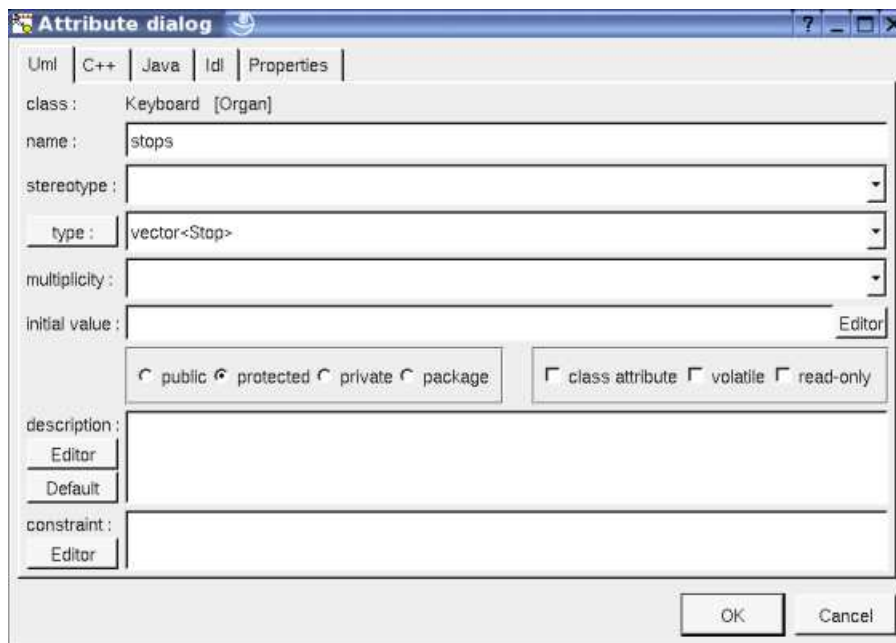 Attribute dialog
Uml C++ Java Idl Properties
class : Keyboard [Organ]
name : stops
stereotype :
type : vector<Stop>
multiplicity :
initial value : Editor
public protected private package class attribute volatile read-only
description :
Editor
Default
constraint :
Editor
OK Cancel